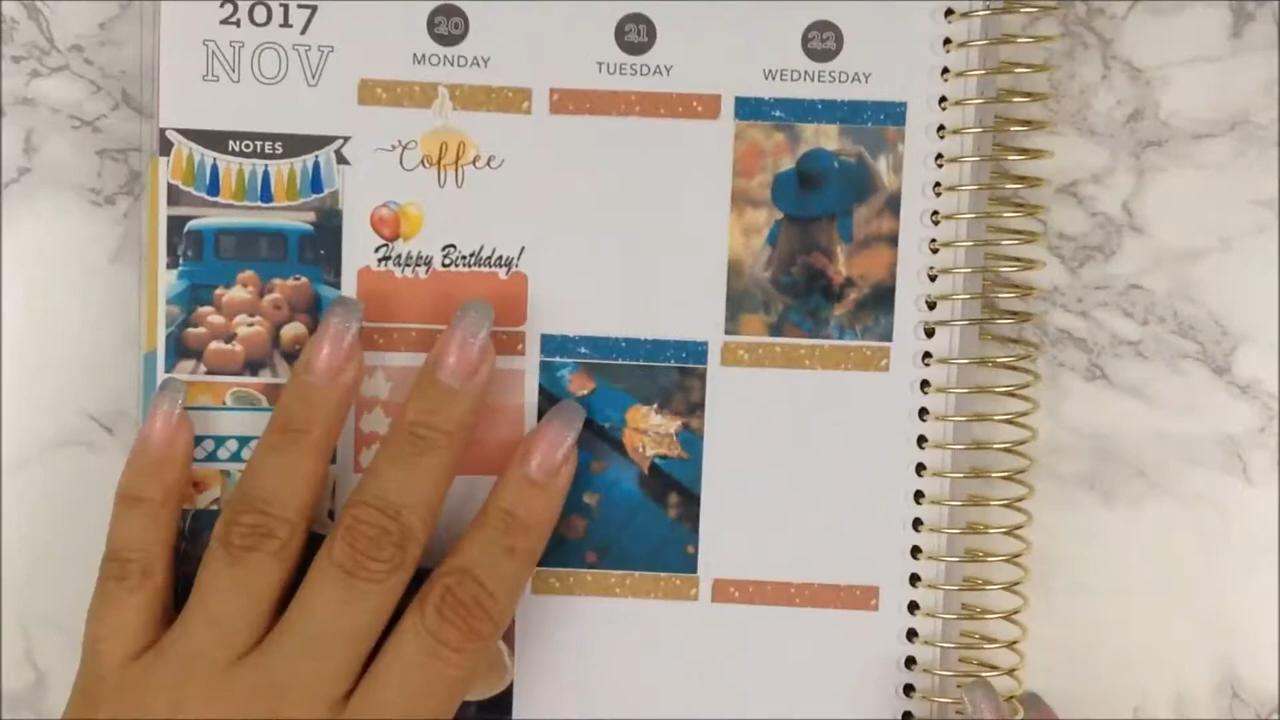 2017
NOV
NOTES
20
MONDAY
Coffee
Happy Birthday!
21
TUESDAY
22
WEDNESDAY